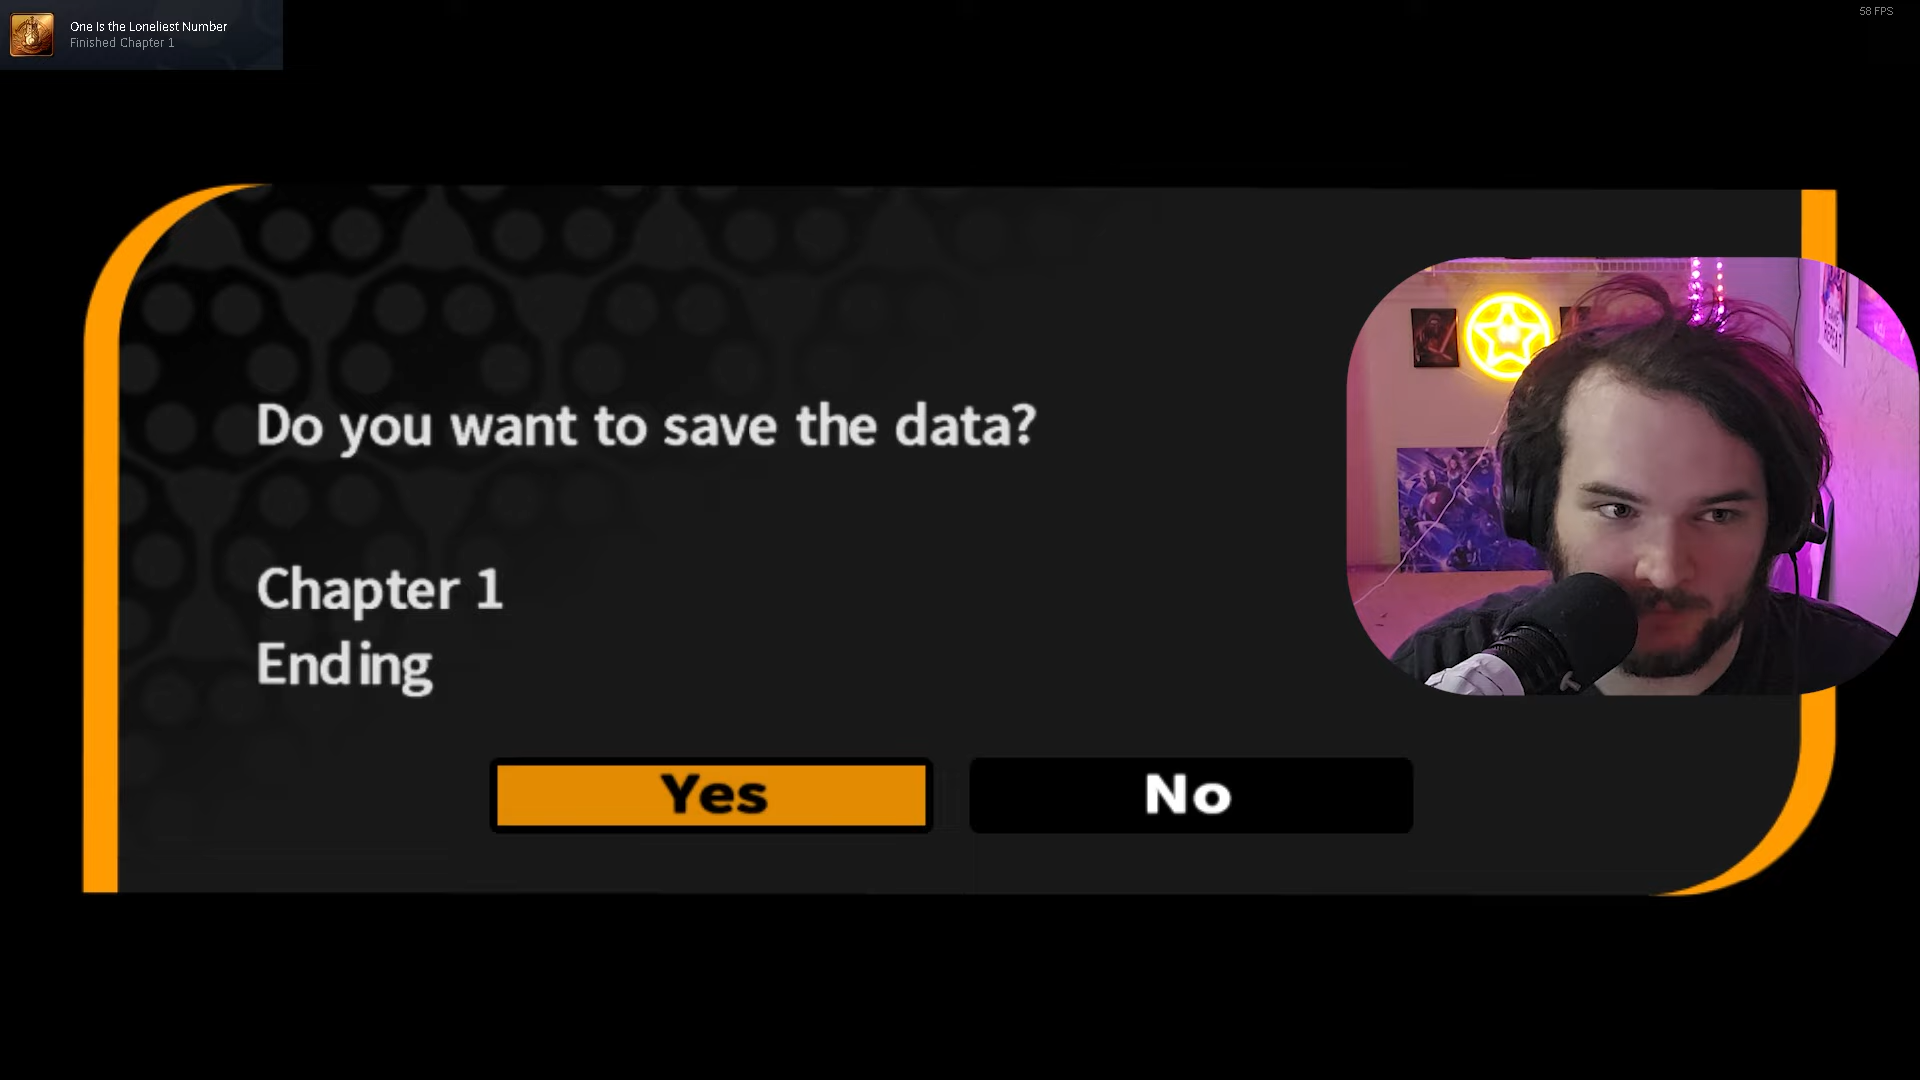 One Is the Loneliest Number
Finished Chapter 1
58 FPS
Do you want to save the data?
Chapter 1
Ending
Yes
No
REPEAT